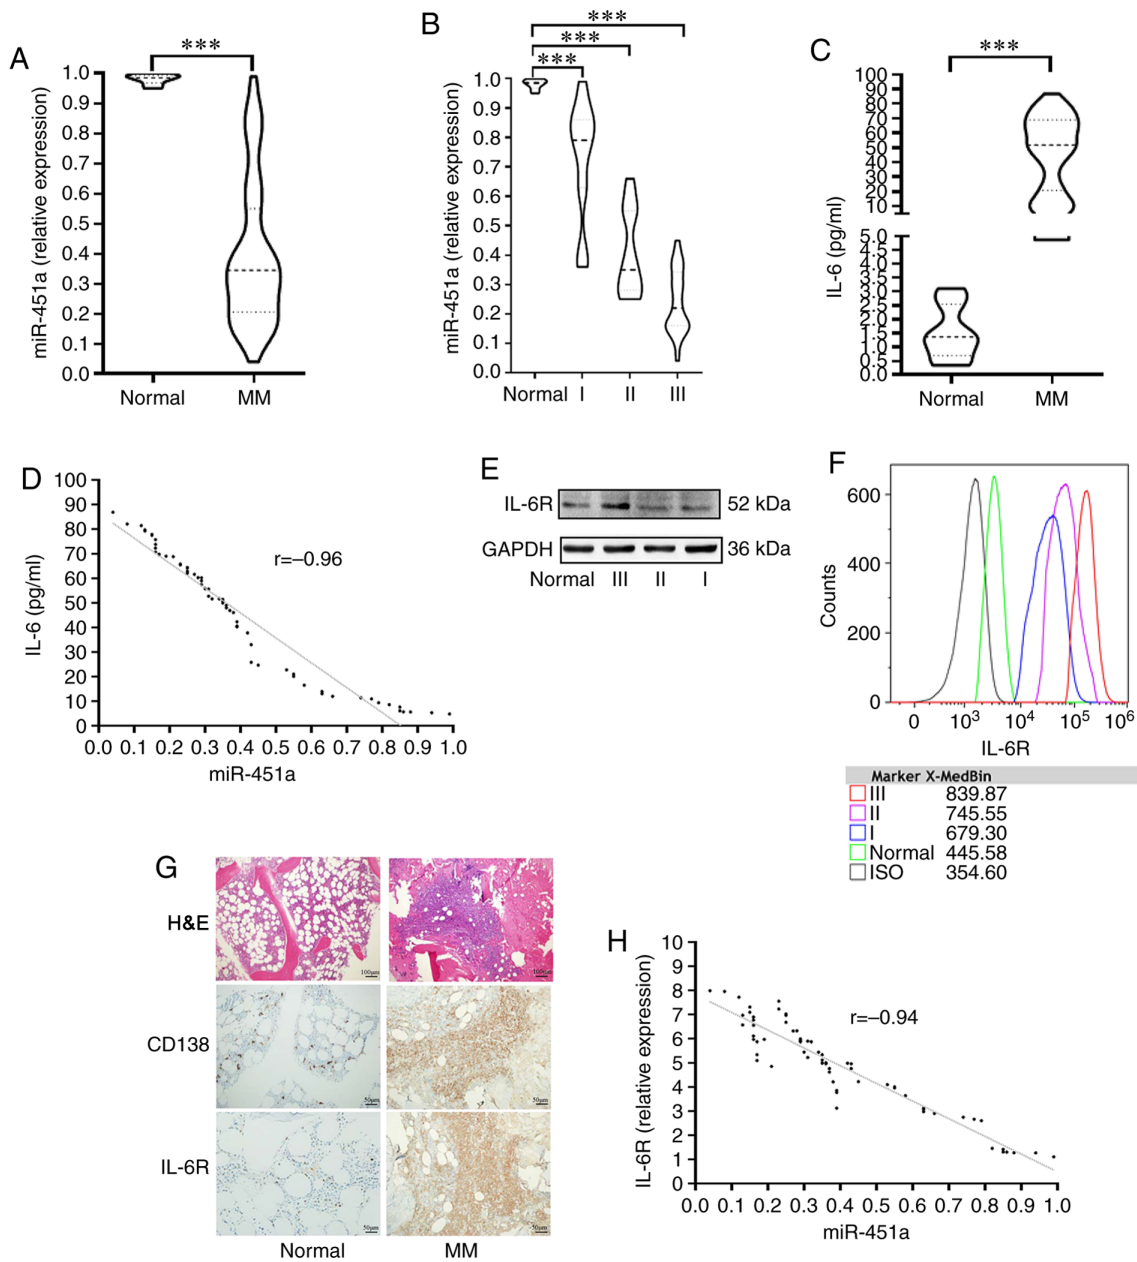 A
***
1.0
0.9
0.8
0.7
0.6
0.5
0.4
0.3
0.2
0.1
0.0
miR-451a (relative expression)
Normal MM
B
***
***
***
1.0
0.9
0.8
0.7
0.6
0.5
0.4
0.3
0.2
0.1
0.0
miR-451a (relative expression)
Normal I II III
C
***
100
90
80
70
60
50
40
30
20
10
5.0
4.5
4.0
3.5
3.0
2.5
2.0
1.5
1.0
0.5
0.0
IL-6 (pg/ml)
Normal MM
D
100
90
80
70
60
50
40
30
20
10
0
IL-6 (pg/ml)
r=–0.96
0.0 0.1 0.2 0.3 0.4 0.5 0.6 0.7 0.8 0.9 1.0
miR-451a
E
IL-6R 52 kDa
GAPDH 36 kDa
Normal III II I
F
600
400
200
0
Counts
0 10³ 10⁴ 10⁵ 10⁶
IL-6R
Marker X-MedBin
III 839.87
II 745.55
I 679.30
Normal 445.58
ISO 354.60
G
H&E
100μm
100μm
CD138
50μm
50μm
IL-6R
50μm
50μm
Normal MM
H
10
9
8
7
6
5
4
3
2
1
0
IL-6R (relative expression)
r=–0.94
0.0 0.1 0.2 0.3 0.4 0.5 0.6 0.7 0.8 0.9 1.0
miR-451a